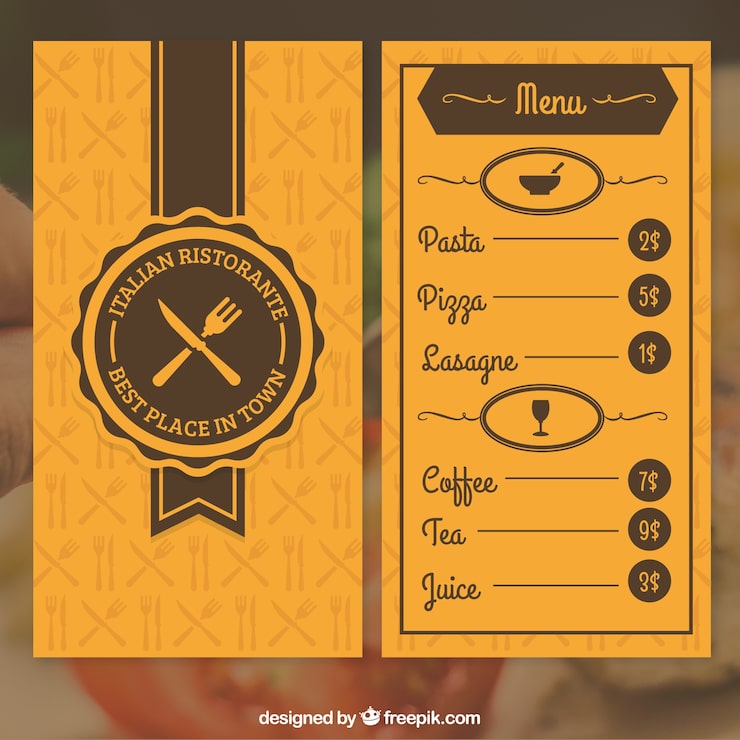 ITALIAN RISTORANTE
BEST PLACE IN TOWN
Menu
Pasta 2$
Pizza 5$
Lasagne 1$
Coffee 7$
Tea 9$
Juice 3$
designed by freepik.com